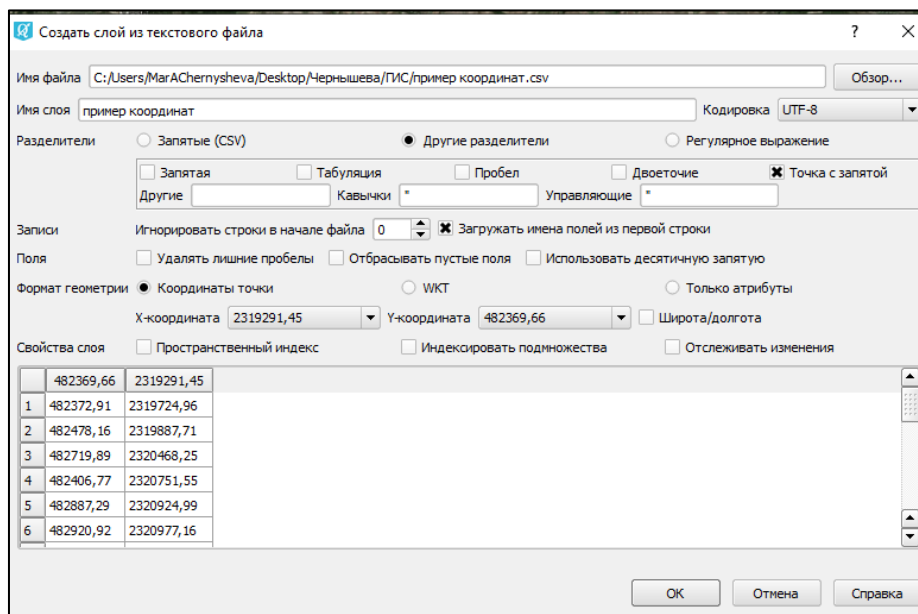 Создать слой из текстового файла ? ×
Имя файла C:/Users/MarAChernysheva/Desktop/Чернышева/ГИС/пример координат.csv Обзор...
Имя слоя пример координат Кодировка UTF-8
Разделители Запятые (CSV) Другие разделители Регулярное выражение
Запятая Табуляция Пробел Двоеточие Точка с запятой
Другие Кавычки " Управляющие "
Записи Игнорировать строки в начале файла 0 Загружать имена полей из первой строки
Поля Удалять лишние пробелы Отбрасывать пустые поля Использовать десятичную запятую
Формат геометрии Координаты точки WKT Только атрибуты
X-координата 2319291,45 Y-координата 482369,66 Широта/долгота
Свойства слоя Пространственный индекс Индексировать подмножества Отслеживать изменения
482369,66 2319291,45
1 482372,91 2319724,96
2 482478,16 2319887,71
3 482719,89 2320468,25
4 482406,77 2320751,55
5 482887,29 2320924,99
6 482920,92 2320977,16
OK Отмена Справка